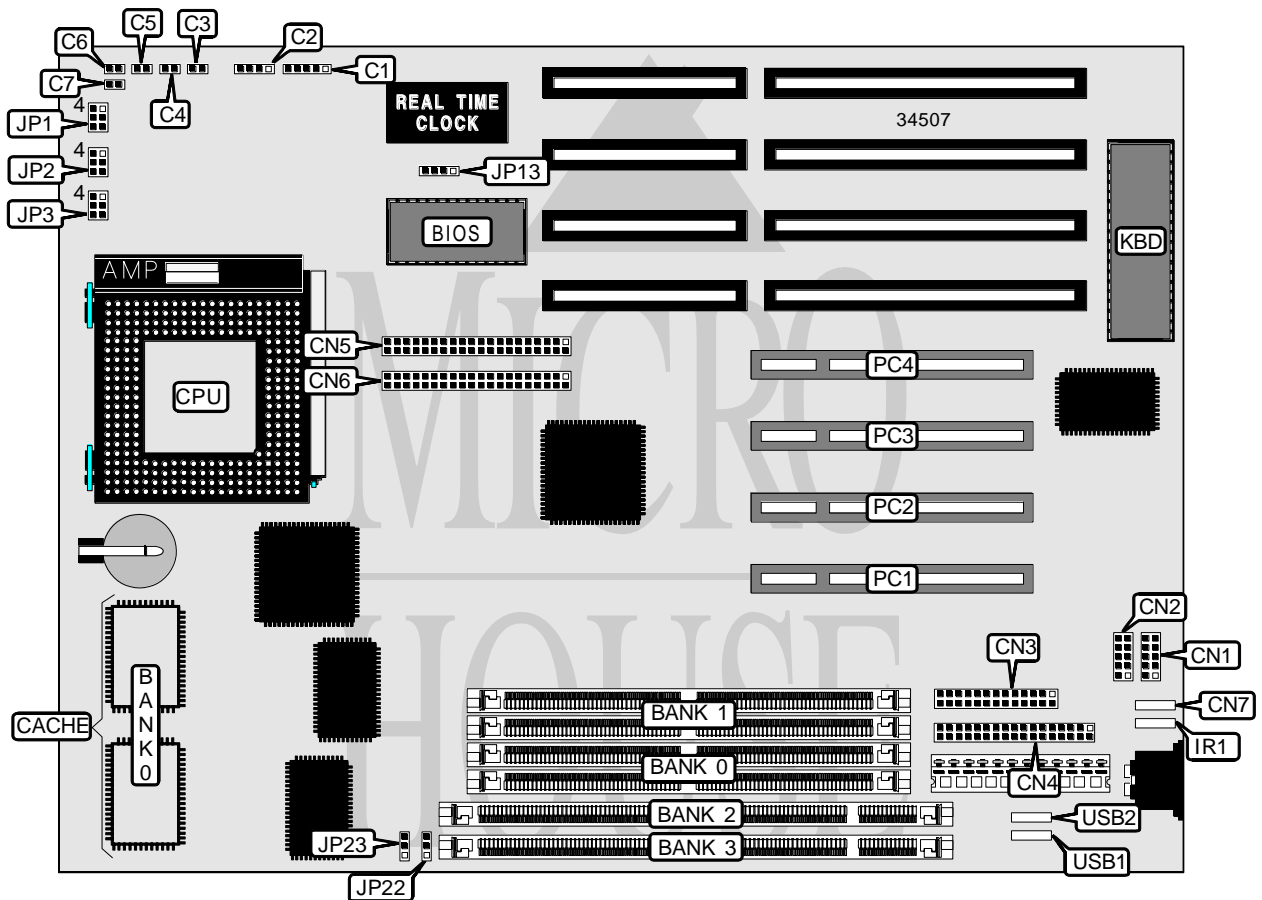 C5
C3
C2
C6
C1
C7
C4
4
JP1
REAL TIME
CLOCK
34507
4
JP2
JP13
4
JP3
BIOS
KBD
AMP
CN5
PC4
CN6
CPU
PC3
PC2
PC1
MICRO
HOUSE
CN2
CN3
CN1
BANK 0
CACHE
BANK 1
CN7
IR1
BANK 0
CN4
BANK 2
USB2
JP23
BANK 3
USB1
JP22